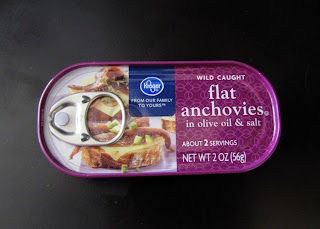 Kroger
FROM OUR FAMILY
TO YOURS™
WILD CAUGHT
flat
anchovies
in olive oil & salt
ABOUT 2 SERVINGS
NET WT 2 OZ (56g)